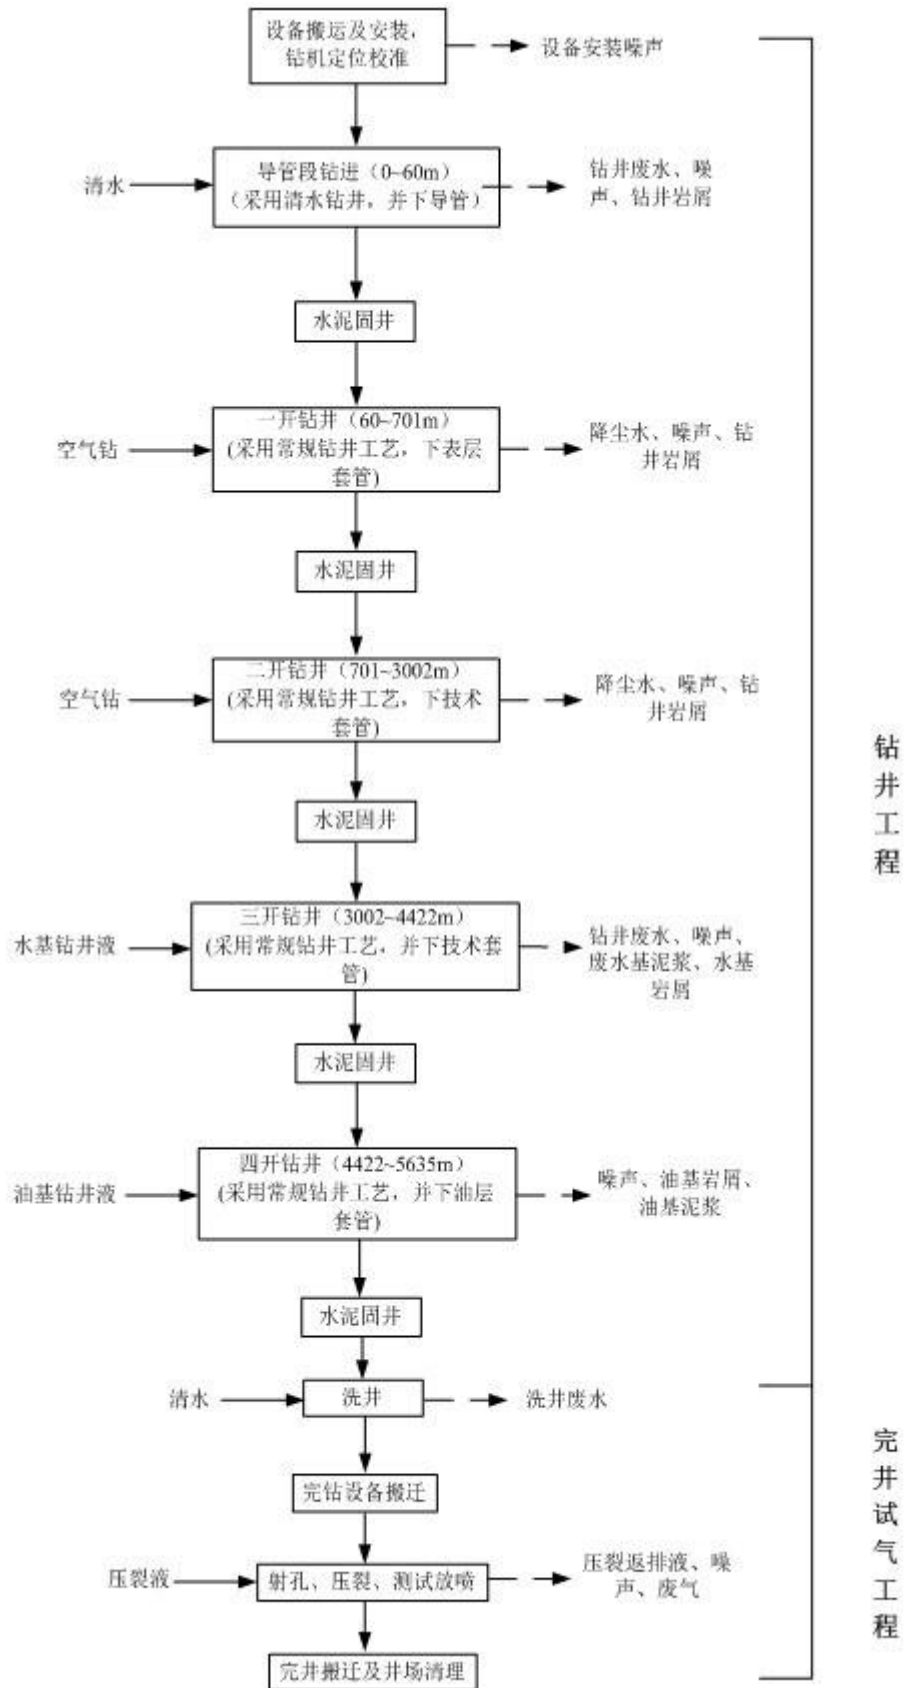 设备搬运及安装，
钻机定位校准
设备安装噪声
清水
导管段钻进（0~60m）
（采用清水钻井，并下导管）
钻井废水、噪
声、钻井岩屑
水泥固井
空气钻
一开钻井（60~701m）
(采用常规钻井工艺，下表层
套管)
降尘水、噪声、钻
井岩屑
水泥固井
空气钻
二开钻井（701~3002m）
(采用常规钻井工艺，下技术
套管)
降尘水、噪声、钻
井岩屑
水泥固井
水基钻井液
三开钻井（3002~4422m）
(采用常规钻井工艺，并下技术套
管)
钻井废水、噪声、
废水基泥浆、水基
岩屑
水泥固井
油基钻井液
四开钻井（4422~5635m）
(采用常规钻井工艺，并下油层
套管)
噪声、油基岩屑、
油基泥浆
水泥固井
钻井工程
清水
洗井
洗井废水
完钻设备搬迁
压裂液
射孔、压裂、测试放喷
压裂返排液、噪
声、废气
完井搬迁及井场清理
完井试气工程